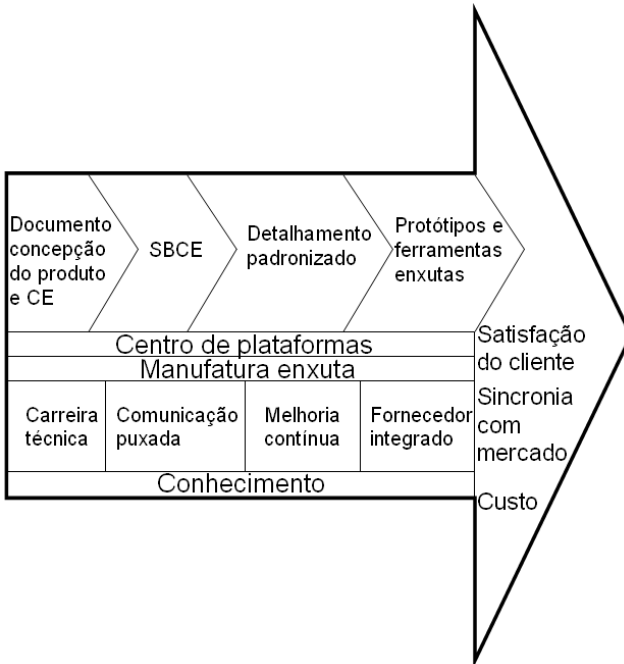 Documento
concepção
do produto
e CE
SBCE
Detalhamento
padronizado
Protótipos e
ferramentas
enxutas
Centro de plataformas
Manufatura enxuta
Carreira
técnica
Comunicação
puxada
Melhoria
contínua
Fornecedor
integrado
Conhecimento
Satisfação
do cliente
Sincronia
com
mercado
Custo